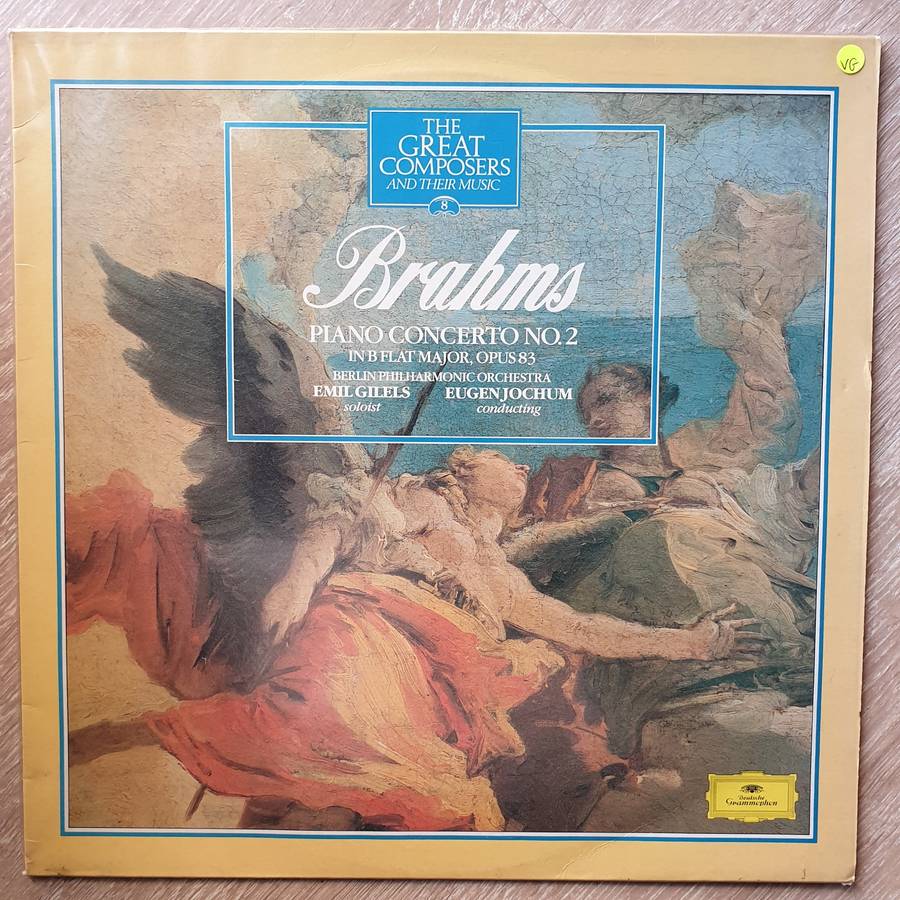 VG
THE
GREAT
COMPOSERS
AND THEIR MUSIC
8
Brahms
PIANO CONCERTO NO. 2
IN B FLAT MAJOR, OPUS 83
BERLIN PHILHARMONIC ORCHESTRA
EMIL GILELS EUGEN JOCHUM
soloist conducting
Deutsche
Grammophon